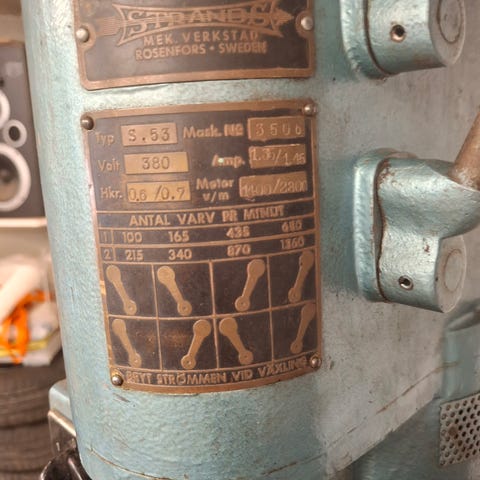 STRANDS
MEK. VERKSTAD
ROSENFORS • SWEDEN
Typ S.53 Mask. No 3506
Volt 380 Amp. 1.35/1.45
Hkr. 0.6/0.7 Motor v/m 1400/2800
ANTAL VARV PR MINUT
1 100 165 435 680
2 215 340 870 1360
BRYT STRÖMMEN VID VÄXLING